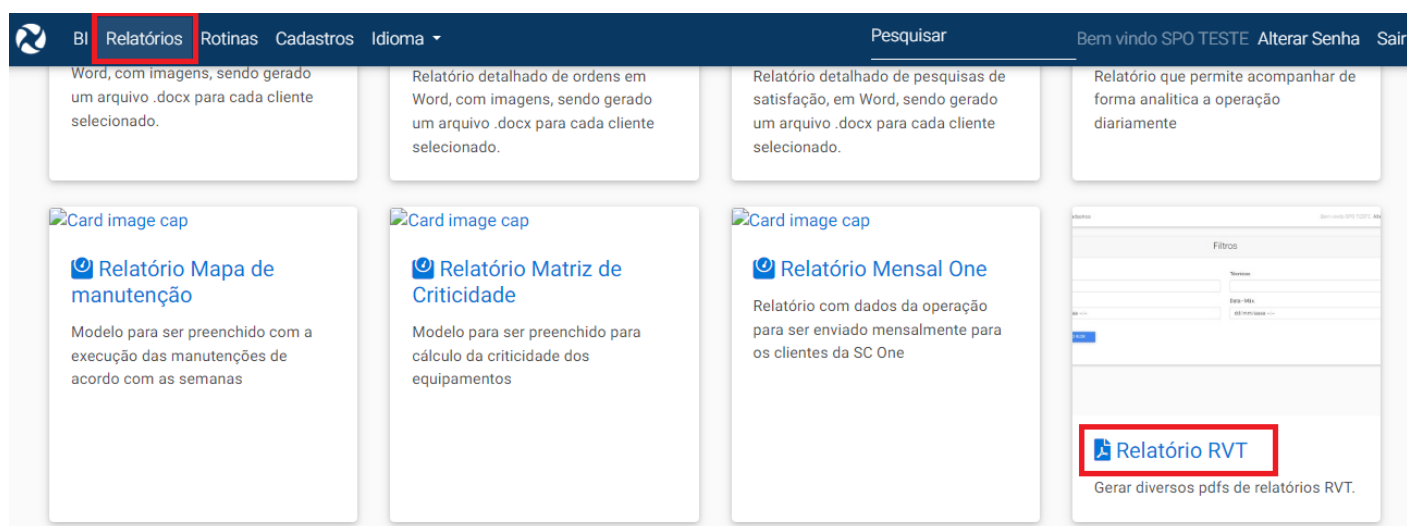 BI Relatórios Rotinas Cadastros Idioma Pesquisar Bem vindo SPO TESTE Alterar Senha Sair
Word, com imagens, sendo gerado
um arquivo .docx para cada cliente
selecionado.
Relatório detalhado de ordens em
Word, com imagens, sendo gerado
um arquivo .docx para cada cliente
selecionado.
Relatório detalhado de pesquisas de
satisfação, em Word, sendo gerado
um arquivo .docx para cada cliente
selecionado.
Relatório que permite acompanhar de
forma analitica a operação
diariamente
Card image cap
Relatório Mapa de
manutenção
Modelo para ser preenchido com a
execução das manutenções de
acordo com as semanas
Card image cap
Relatório Matriz de
Criticidade
Modelo para ser preenchido para
cálculo da criticidade dos
equipamentos
Card image cap
Relatório Mensal One
Relatório com dados da operação
para ser enviado mensalmente para
os clientes da SC One
Filtros
Relatório RVT
Gerar diversos pdfs de relatórios RVT.